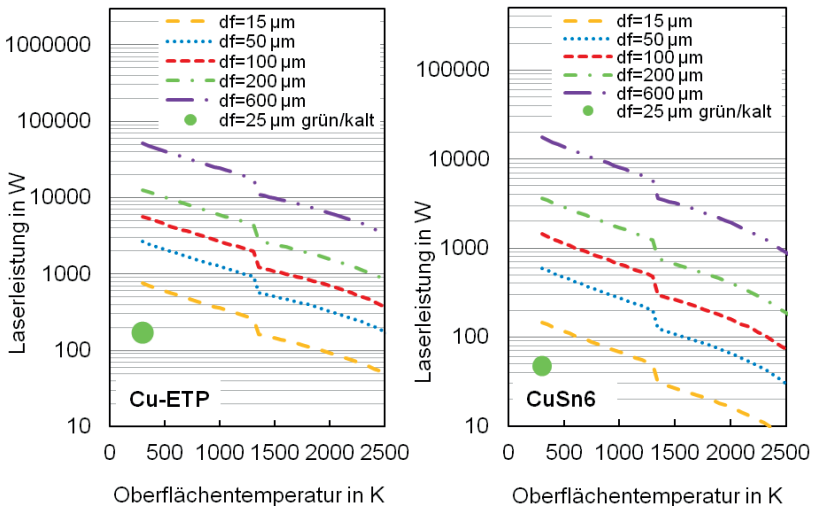 df=15 µm
df=50 µm
df=100 µm
df=200 µm
df=600 µm
df=25 µm grün/kalt
1000000
100000
10000
1000
100
10
Laserleistung in W
Cu-ETP
0 500 1000 1500 2000 2500
Oberflächentemperatur in K
df=15 µm
df=50 µm
df=100 µm
df=200 µm
df=600 µm
df=25 µm grün/kalt
100000
10000
1000
100
10
Laserleistung in W
CuSn6
0 500 1000 1500 2000 2500
Oberflächentemperatur in K